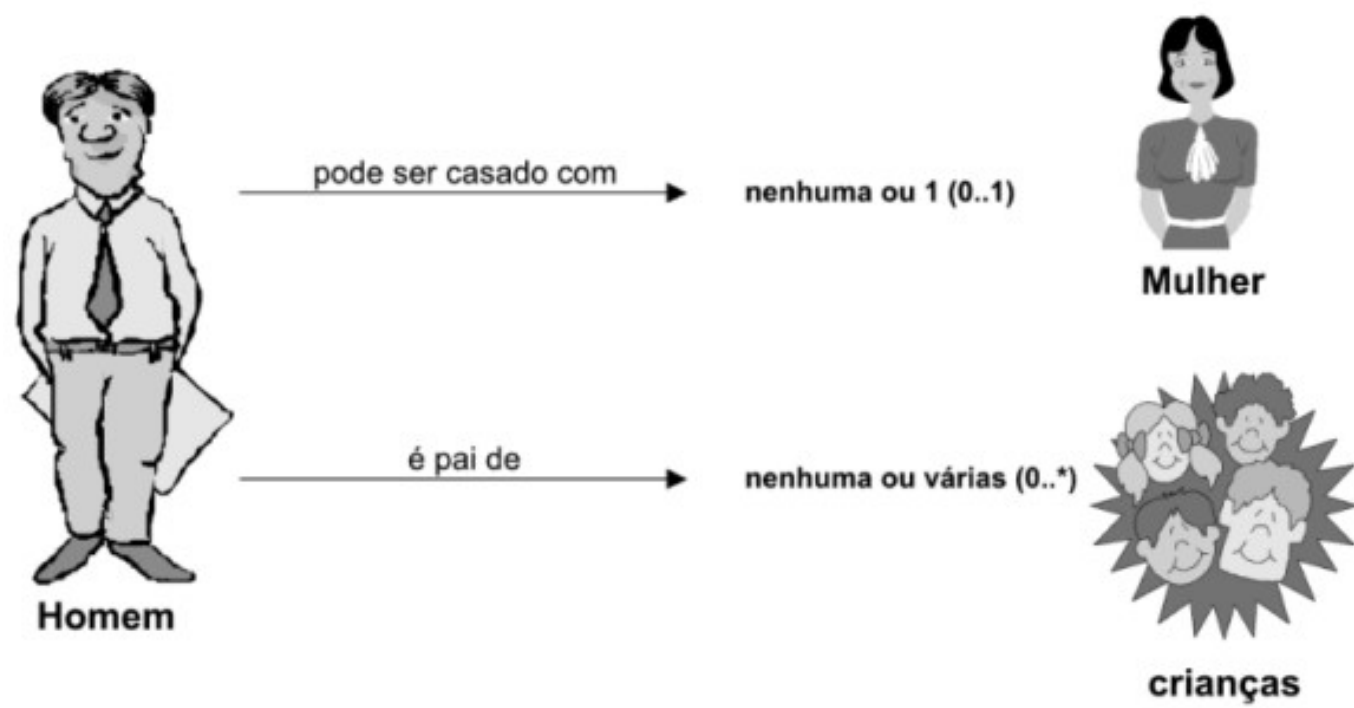 pode ser casado com
nenhuma ou 1 (0..1)
Mulher
é pai de
nenhuma ou várias (0..*)
Homem
crianças